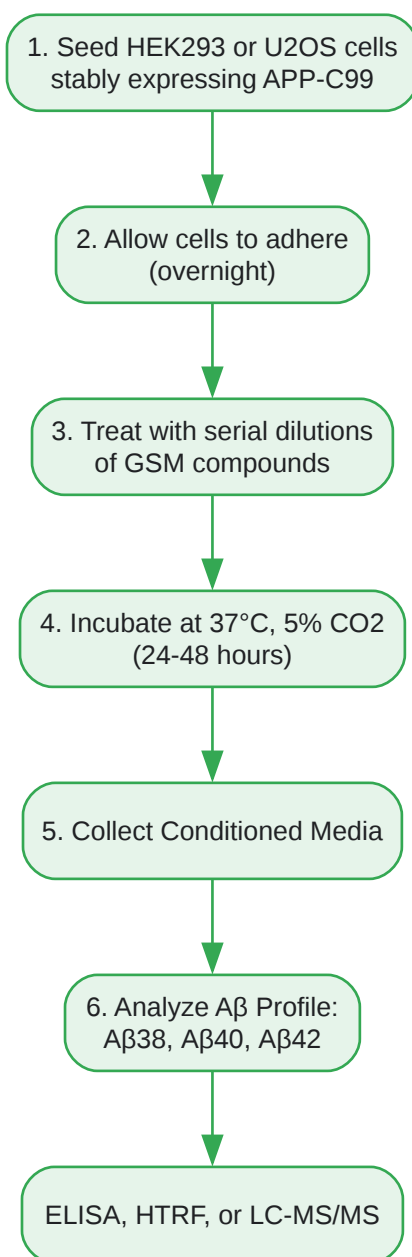 1. Seed HEK293 or U2OS cells
stably expressing APP-C99
2. Allow cells to adhere
(overnight)
3. Treat with serial dilutions
of GSM compounds
4. Incubate at 37°C, 5% CO2
(24-48 hours)
5. Collect Conditioned Media
6. Analyze Aβ Profile:
Aβ38, Aβ40, Aβ42
ELISA, HTRF, or LC-MS/MS